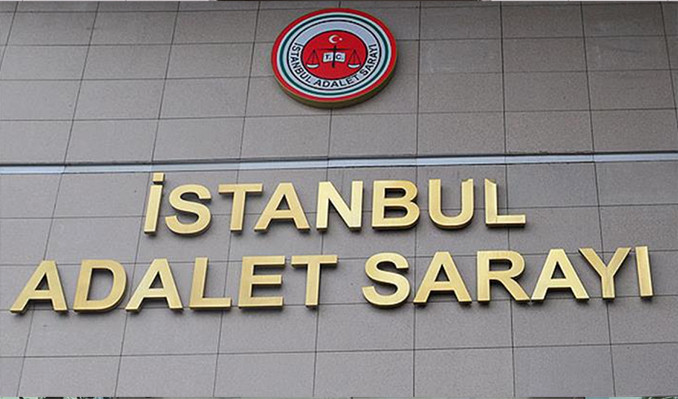 İSTANBUL ADALET SARAYI
T.C.
İSTANBUL
ADALET SARAYI